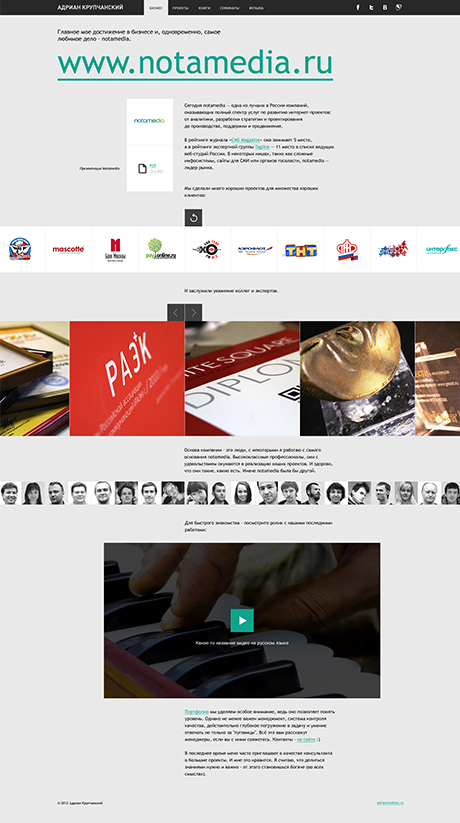 АДРИАН КРУПЧАНСКИЙ
БИЗНЕС ПРОЕКТЫ КНИГИ СЕМИНАРЫ МУЗЫКА
Главное мое достижение в бизнесе и, одновременно, самое
любимое дело - notamedia.
www.notamedia.ru
notamedia
Презентация Notamedia
PDF
Сегодня notamedia — одна из лучших в России компаний,
оказывающих полный спектр услуг по развитию интернет-проектов:
от аналитики, разработки стратегии и проектирования
до производства, поддержки и продвижения.
В рейтинге журнала «CMS Magazine» она занимает 5 место,
а в рейтинге экспертной группы Tagline — 11 место в списке ведущих
веб-студий России. В некоторых нишах, таких как сложные
инфосистемы, сайты для СМИ или органов госвласти, notamedia —
лидер рынка.
Мы сделали много хороших проектов для множества хороших
клиентов:
mascotte
Банк Москвы
pay online.ru
АЭРОФЛОТ
ТНТ
интерфакс
И заслужили уважение коллег и экспертов.
РАЭК
ITESQUARE
DIPLOM
Основа компании - это люди, с некоторыми я работаю с самого
основания notamedia. Высококлассные профессионалы, они с
удовольствием окунаются в реализацию наших проектов. И здорово,
что они такие, какие есть. Иначе notamedia была бы другой.
Для быстрого знакомства - посмотрите ролик с нашими последними
работами:
Какое-то название видео на русском языке
Портфолио мы уделяем особое внимание, ведь оно позволяет понять
уровень. Однако не менее важен менеджмент, система контроля
качества, действительно глубокое погружение в задачу и умение
отвечать не только за "пуговицы". Всё это вам расскажут
менеджеры, если вы с ними свяжетесь. Контакты - на сайте :)
В последнее время меня часто приглашают в качестве консультанта
в большие проекты. И мне это нравится. Я считаю, что делиться
знаниями нужно и важно - от этого становишься богаче (во всех
смыслах).
© 2012 Адриан Крупчанский